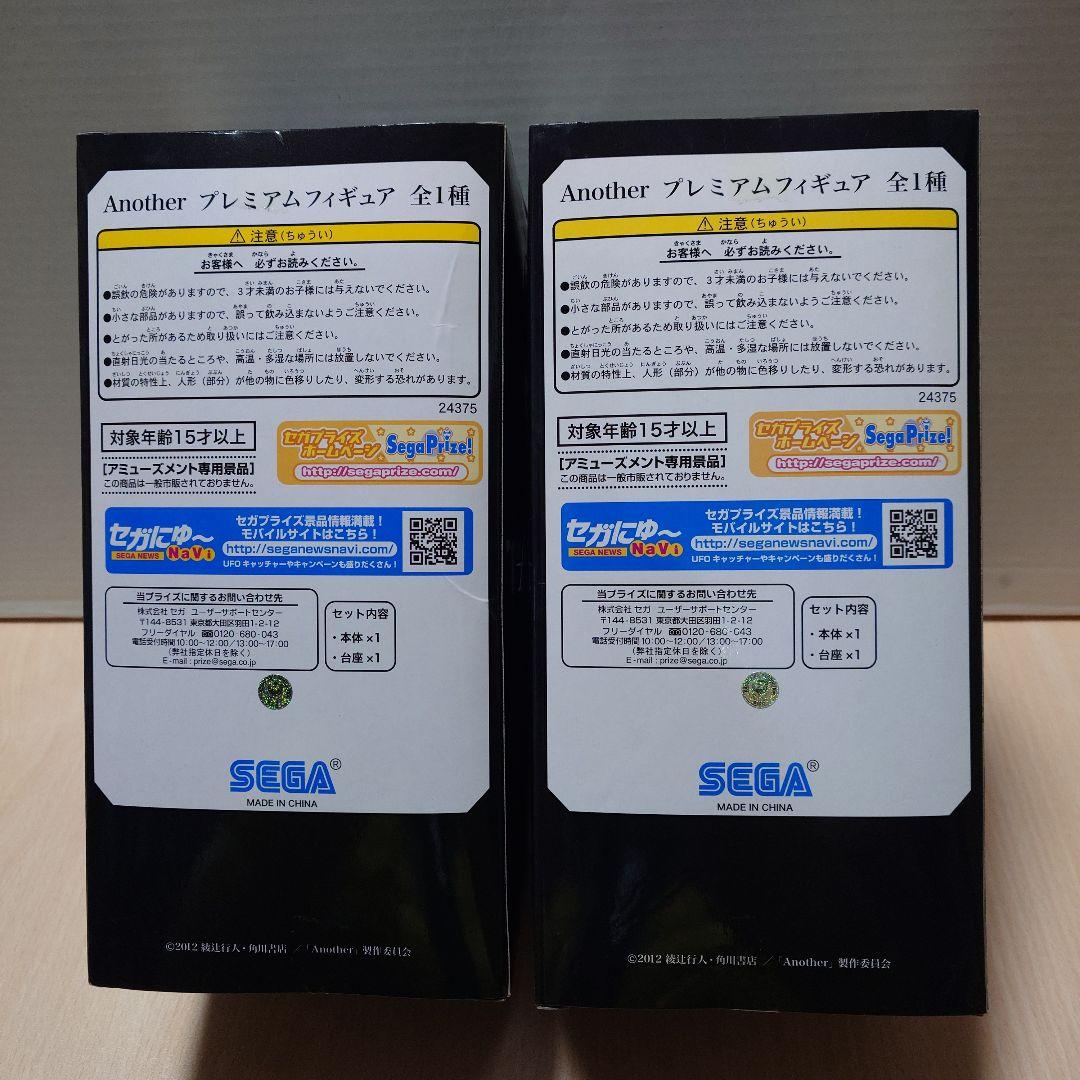 Another プレミアムフィギュア 全1種
⚠ 注意(ちゅうい)
お客様へ 必ずお読みください。
●誤飲の危険がありますので、3才未満のお子様には与えないでください。
●小さな部品がありますので、誤って飲み込まないようご注意ください。
●とがった所があるため取り扱いにはご注意ください。
●直射日光の当たるところや、高温・多湿な場所には放置しないでください。
●材質の特性上、人形(部分)が他の物に色移りしたり、変形する恐れがあります。
24375
対象年齢15才以上
[アミューズメント専用景品]
この商品は一般市販されておりません。
セガプライズ
ホームページ
SegaPrize!
http://segaprize.com/
セガにゅ〜
SEGA NEWS NaVi
セガプライズ景品情報満載!
モバイルサイトはこちら!
http://seganewsnavi.com/
UFOキャッチャーやキャンペーンも盛りだくさん!
当プライズに関するお問い合わせ先
株式会社 セガ ユーザーサポートセンター
〒144-8531 東京都大田区羽田1-2-12
フリーダイヤル 0120-680-043
電話受付時間 10:00〜12:00/13:00〜17:00
(弊社指定休日を除く)
E-mail : prize@sega.co.jp
セット内容
・本体×1
・台座×1
SEGA®
MADE IN CHINA
©2012 綾辻行人・角川書店 /「Another」製作委員会
Another プレミアムフィギュア 全1種
⚠ 注意(ちゅうい)
お客様へ 必ずお読みください。
●誤飲の危険がありますので、3才未満のお子様には与えないでください。
●小さな部品がありますので、誤って飲み込まないようご注意ください。
●とがった所があるため取り扱いにはご注意ください。
●直射日光の当たるところや、高温・多湿な場所には放置しないでください。
●材質の特性上、人形(部分)が他の物に色移りしたり、変形する恐れがあります。
24375
対象年齢15才以上
[アミューズメント専用景品]
この商品は一般市販されておりません。
セガプライズ
ホームページ
SegaPrize!
http://segaprize.com/
セガにゅ〜
SEGA NEWS NaVi
セガプライズ景品情報満載!
モバイルサイトはこちら!
http://seganewsnavi.com/
UFOキャッチャーやキャンペーンも盛りだくさん!
当プライズに関するお問い合わせ先
株式会社 セガ ユーザーサポートセンター
〒144-8531 東京都大田区羽田1-2-12
フリーダイヤル 0120-680-043
電話受付時間 10:00〜12:00/13:00〜17:00
(弊社指定休日を除く)
E-mail : prize@sega.co.jp
セット内容
・本体×1
・台座×1
SEGA®
MADE IN CHINA
©2012 綾辻行人・角川書店 /「Another」製作委員会